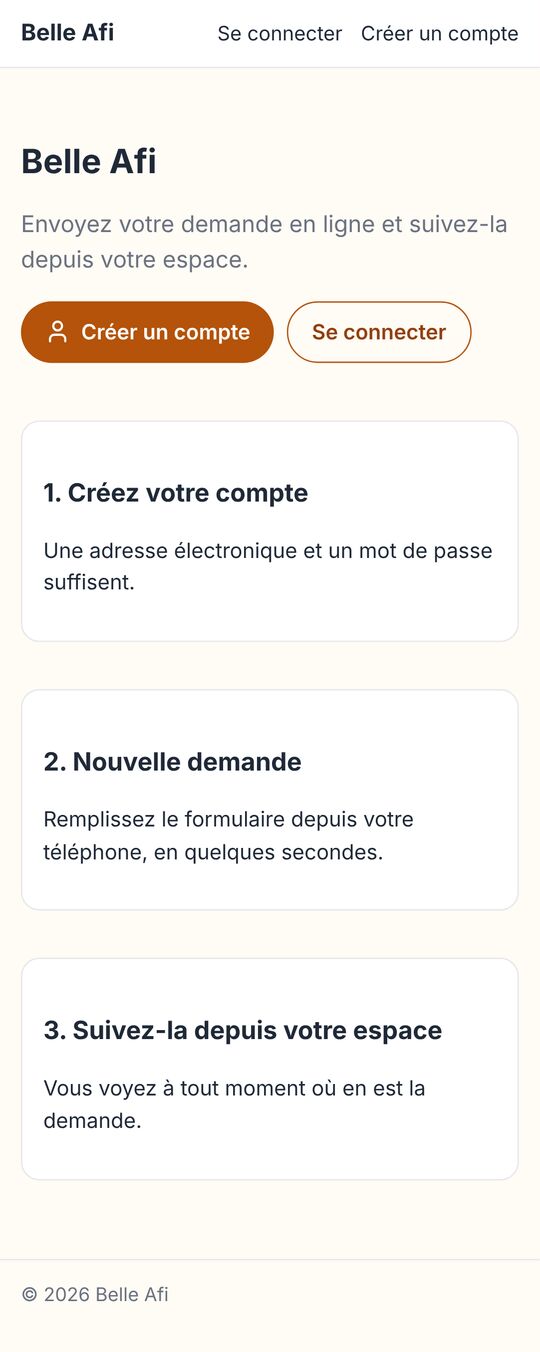 Belle Afi
Se connecter
Créer un compte
Belle Afi
Envoyez votre demande en ligne et suivez-la
depuis votre espace.
Créer un compte
Se connecter
1. Créez votre compte
Une adresse électronique et un mot de passe
suffisent.
2. Nouvelle demande
Remplissez le formulaire depuis votre
téléphone, en quelques secondes.
3. Suivez-la depuis votre espace
Vous voyez à tout moment où en est la
demande.
© 2026 Belle Afi